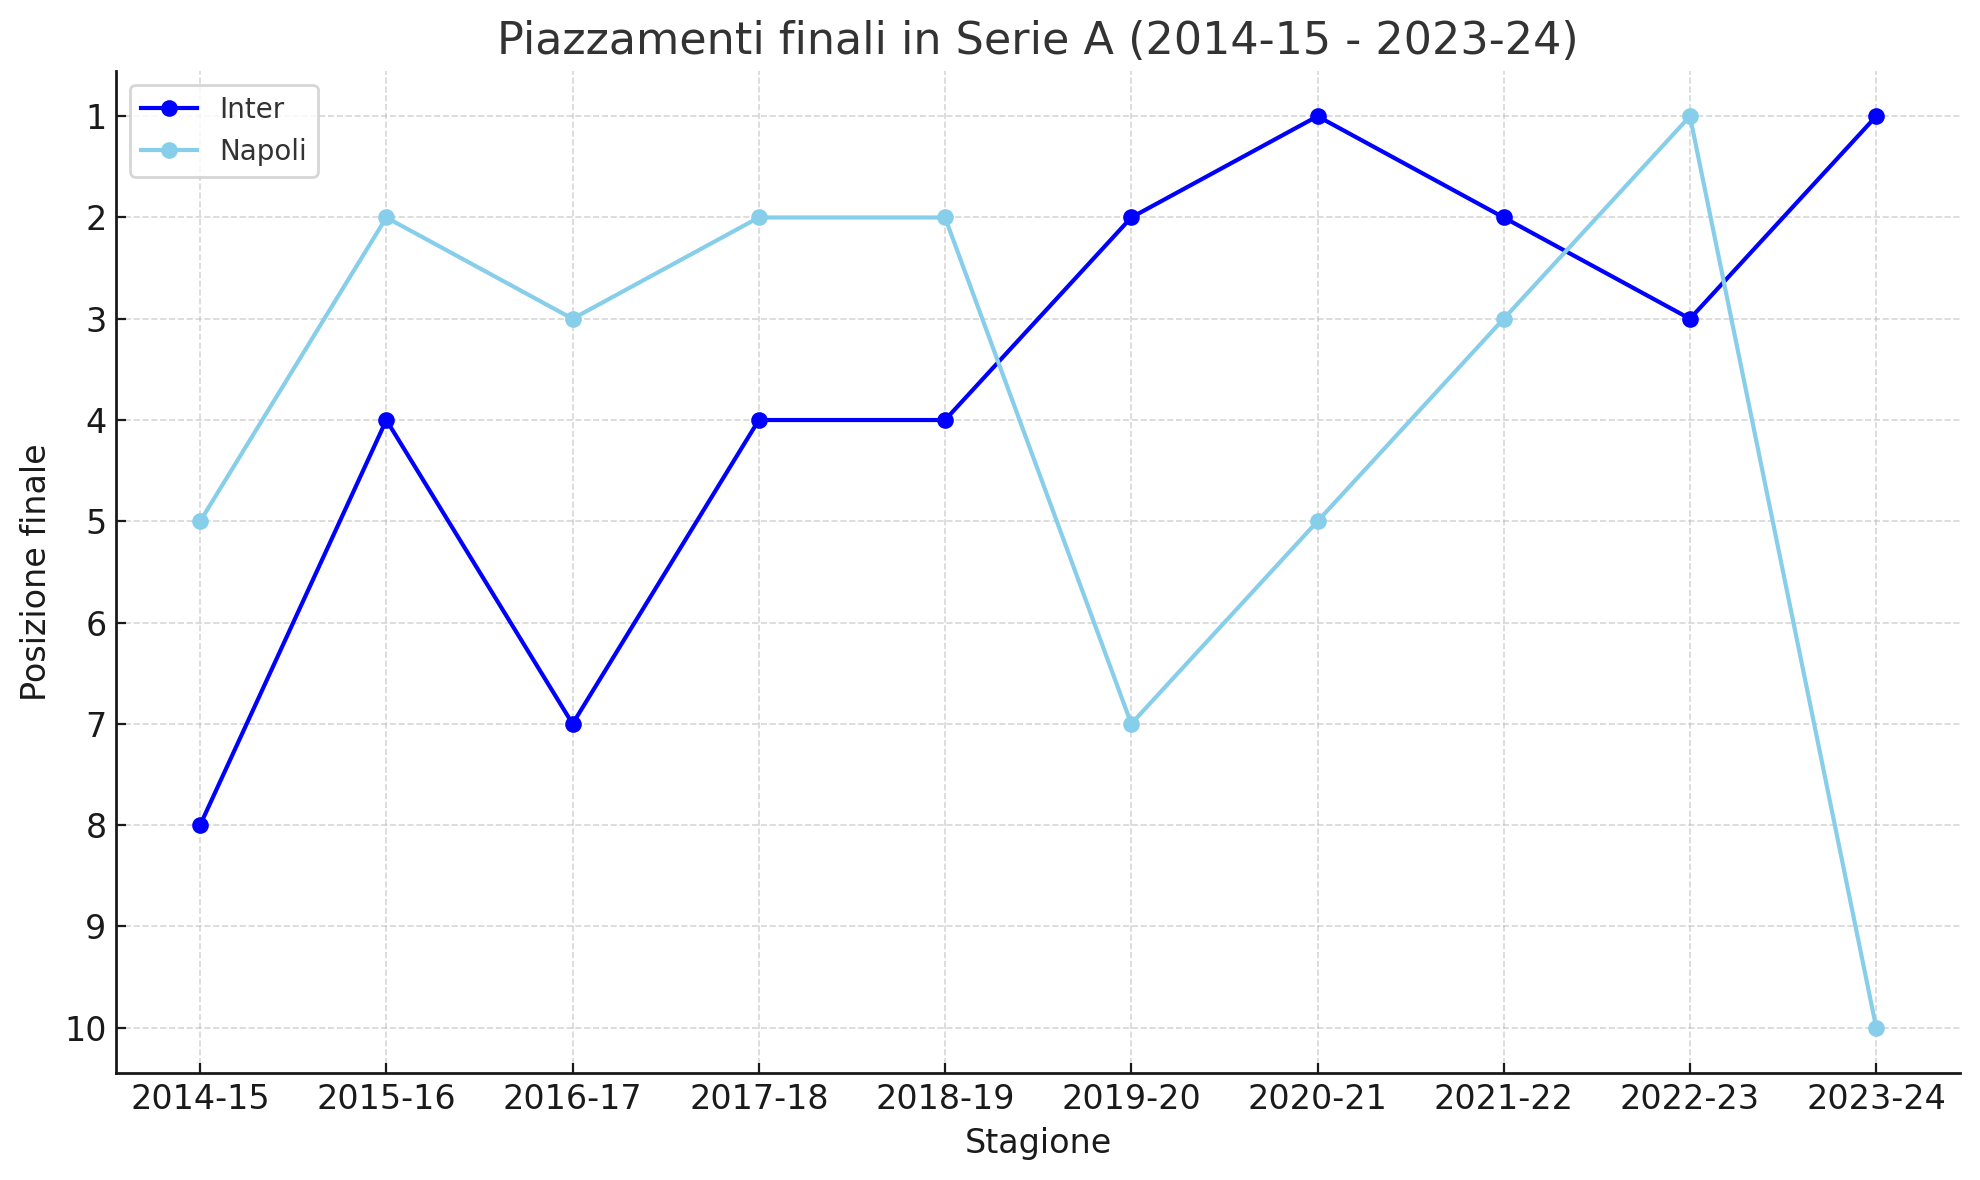 Piazzamenti finali in Serie A (2014-15 - 2023-24)
Inter
Napoli
Posizione finale
1
2
3
4
5
6
7
8
9
10
2014-15 2015-16 2016-17 2017-18 2018-19 2019-20 2020-21 2021-22 2022-23 2023-24
Stagione